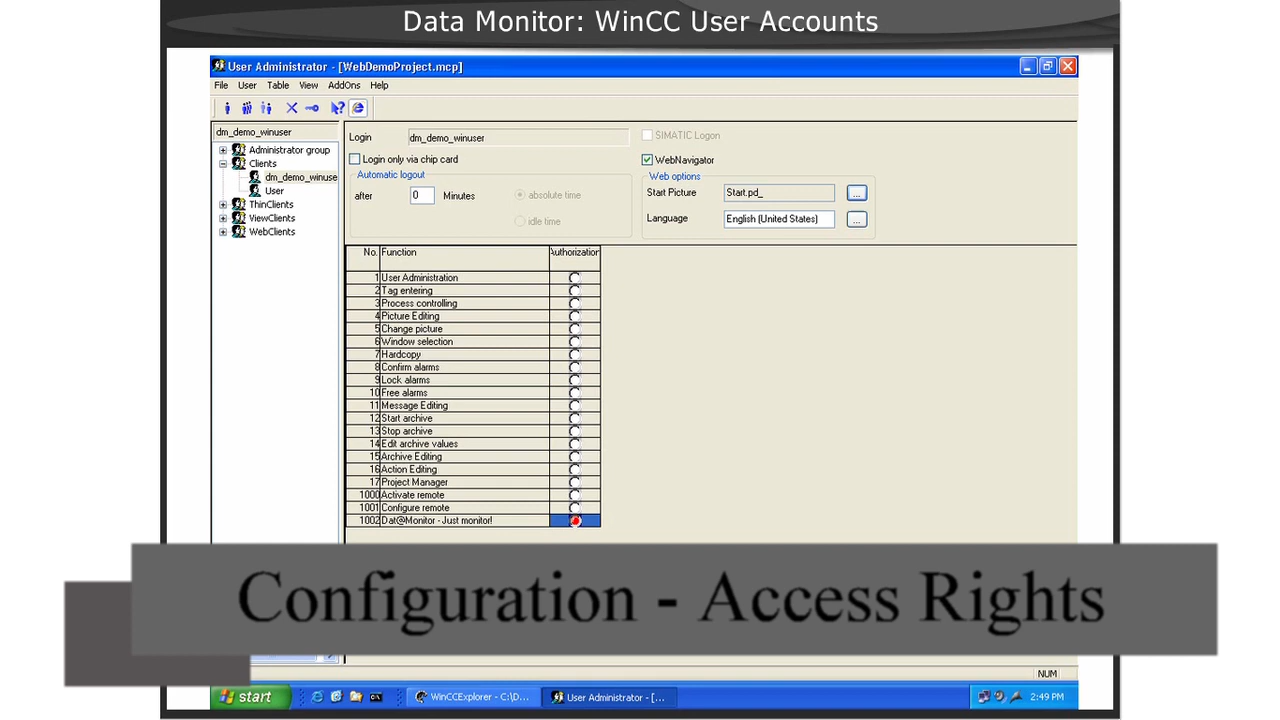 Data Monitor: WinCC User Accounts
User Administrator - [WebDemoProject.mcp]
File User Table View AddOns Help
dm_demo_winuser
Administrator group
Clients
dm_demo_winuse
User
ThinClients
ViewClients
WebClients
Login dm_demo_winuser
Login only via chip card
Automatic logout
after 0 Minutes
absolute time
idle time
SIMATIC Logon
WebNavigator
Web options
Start Picture Start.pd_ ...
Language English (United States) ...
No. Function Authorization
1 User Administration
2 Tag entering
3 Process controlling
4 Picture Editing
5 Change picture
6 Window selection
7 Hardcopy
8 Confirm alarms
9 Lock alarms
10 Free alarms
11 Message Editing
12 Start archive
13 Stop archive
14 Edit archive values
15 Archive Editing
16 Action Editing
17 Project Manager
1000 Activate remote
1001 Configure remote
1002 Dat@Monitor - Just monitor!
Configuration - Access Rights
NUM
start WinCCExplorer - C:\D... User Administrator - [... 2:49 PM